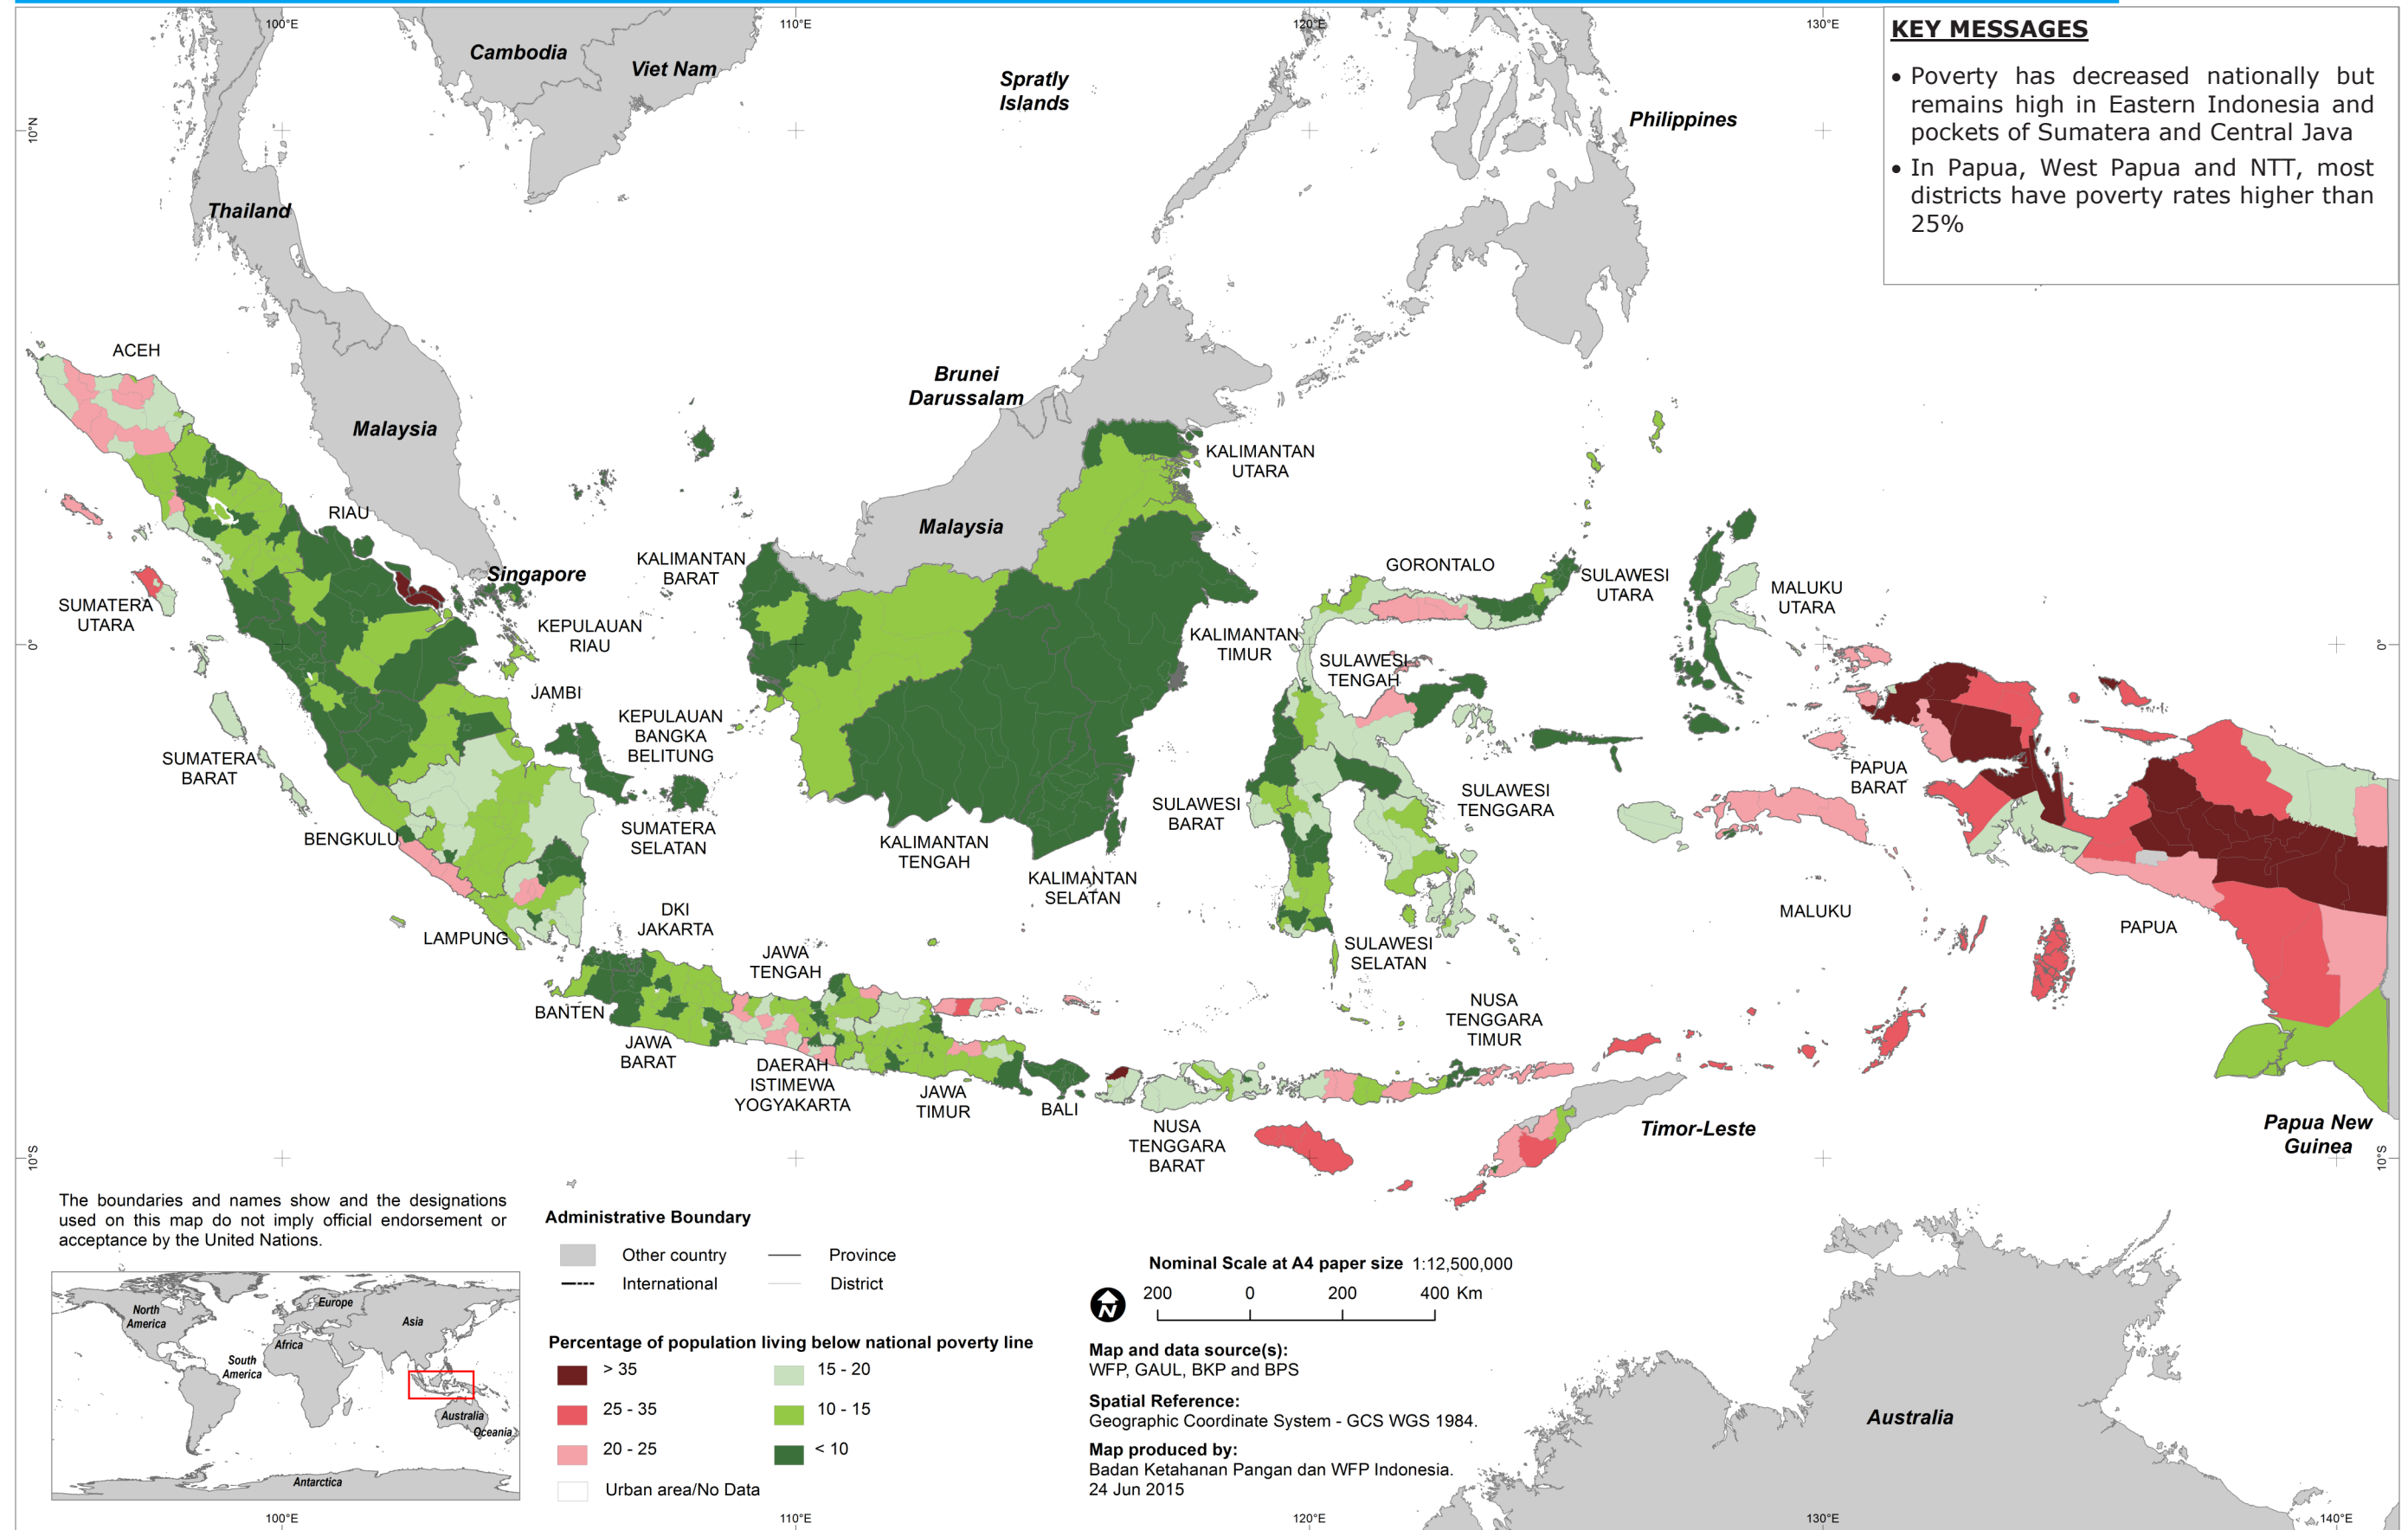 100°E
110°E
120°E
130°E
KEY MESSAGES
• Poverty has decreased nationally but
remains high in Eastern Indonesia and
pockets of Sumatera and Central Java
• In Papua, West Papua and NTT, most
districts have poverty rates higher than
25%
Cambodia
Viet Nam
Spratly
Islands
Philippines
10°N
Thailand
ACEH
Brunei
Darussalam
Malaysia
KALIMANTAN
UTARA
RIAU
Malaysia
KALIMANTAN
BARAT
Singapore
GORONTALO
SULAWESI
UTARA
MALUKU
UTARA
SUMATERA
UTARA
KEPULAUAN
RIAU
KALIMANTAN
TIMUR
SULAWESI
TENGAH
0°
0°
JAMBI
KEPULAUAN
BANGKA
BELITUNG
SUMATERA
BARAT
PAPUA
BARAT
SULAWESI
BARAT
SULAWESI
TENGGARA
BENGKULU
SUMATERA
SELATAN
KALIMANTAN
TENGAH
KALIMANTAN
SELATAN
DKI
JAKARTA
MALUKU
PAPUA
LAMPUNG
JAWA
TENGAH
SULAWESI
SELATAN
BANTEN
NUSA
TENGGARA
TIMUR
JAWA
BARAT
DAERAH
ISTIMEWA
YOGYAKARTA
JAWA
TIMUR
BALI
NUSA
TENGGARA
BARAT
Timor-Leste
Papua New
Guinea
10°S
10°S
The boundaries and names show and the designations
used on this map do not imply official endorsement or
acceptance by the United Nations.
North
America
Europe
Asia
Africa
South
America
Australia
Oceania
Antarctica
Administrative Boundary
Other country
Province
International
District
Percentage of population living below national poverty line
> 35
15 - 20
25 - 35
10 - 15
20 - 25
< 10
Urban area/No Data
Nominal Scale at A4 paper size 1:12,500,000
N
200 0 200 400 Km
Map and data source(s):
WFP, GAUL, BKP and BPS
Spatial Reference:
Geographic Coordinate System - GCS WGS 1984.
Map produced by:
Badan Ketahanan Pangan dan WFP Indonesia.
24 Jun 2015
Australia
100°E
110°E
120°E
130°E
140°E